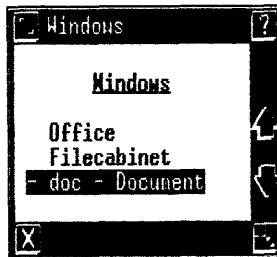 Windows ?
Windows
Office
Filecabinet
- doc - Document
X